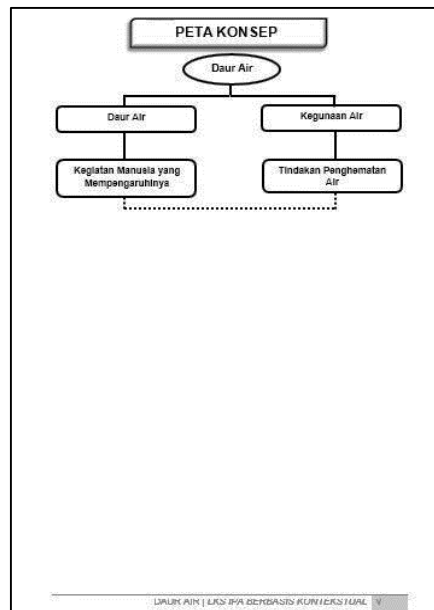 PETA KONSEP
Daur Air
Daur Air
Kegunaan Air
Kegiatan Manusia yang
Mempengaruhinya
Tindakan Penghematan
Air
DAUR AIR | LKS IPA BERBASIS KONTEKSTUAL V